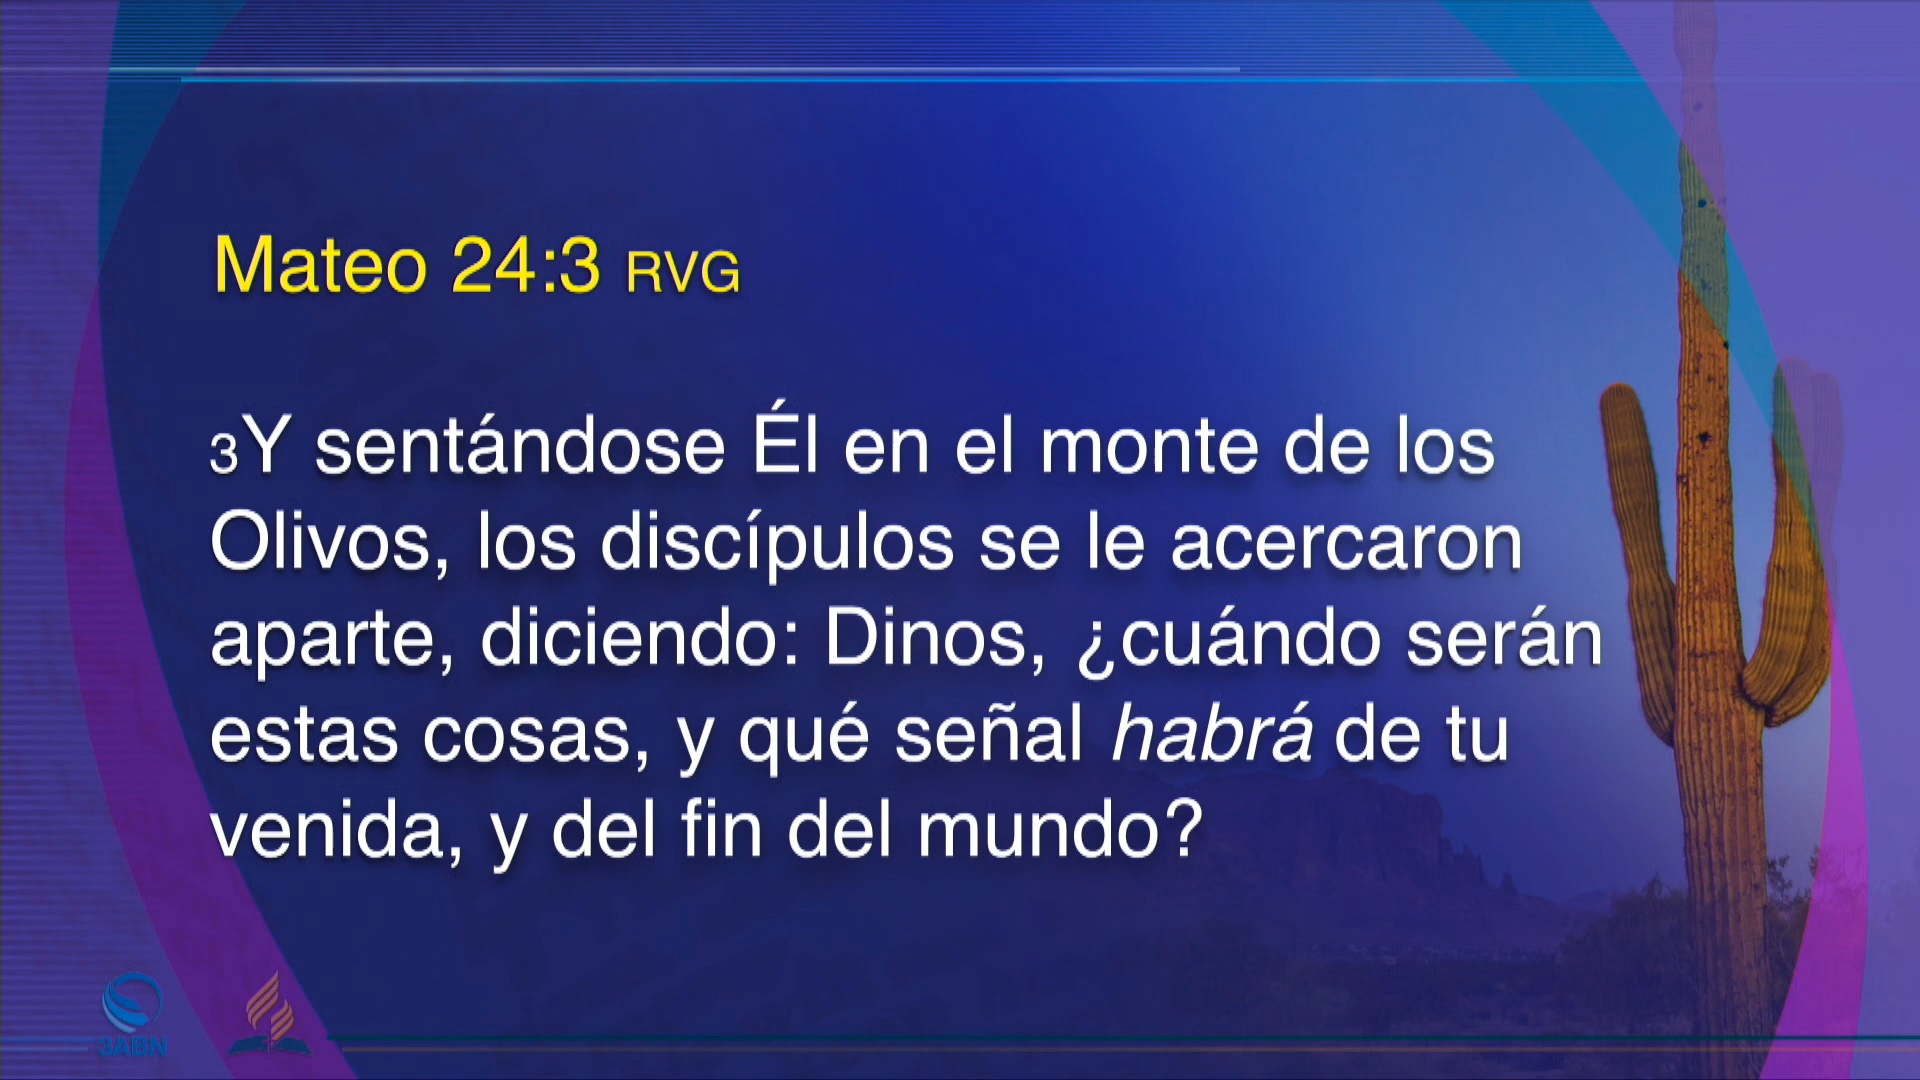 Mateo 24:3 RVG
3Y sentándose Él en el monte de los
Olivos, los discípulos se le acercaron
aparte, diciendo: Dinos, ¿cuándo serán
estas cosas, y qué señal habrá de tu
venida, y del fin del mundo?
3ABN